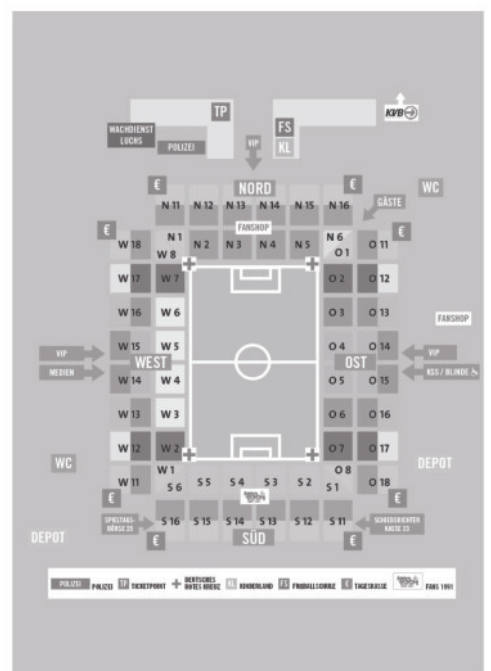 TP
WACHDIENST
LUCHS
POLIZEI
FS
KL
KVB
VIP
€ NORD €
N 11 N 12 N 13 N 14 N 15 N 16
WC
GÄSTE
FANSHOP
€ €
W 18 N 1 N 2 N 3 N 4 N 5 N 6 O 11
W 8 O 1
W 17 W 7 O 2 O 12
W 16 W 6 O 3 O 13
FANSHOP
W 15 W 5 O 4 O 14
VIP WEST OST VIP
MEDIEN KSS / BLINDE
W 14 W 4 O 5 O 15
W 13 W 3 O 6 O 16
W 12 W 2 O 7 O 17
WC DEPOT
W 11 W 1 O 8 O 18
S 6 S 5 S 4 S 3 S 2 S 1
€ €
SPIELTAGS-
BÖRSE 25
S 16 S 15 S 14 S 13 S 12 S 11
SCHIEDSRICHTER
KASSE 23
DEPOT € SÜD €
POLIZEI POLIZEI TP TICKETPOINT DEUTSCHES
ROTES KREUZ KL KINDERLAND FS FUßBALLSCHULE € TAGESKASSE FANS 1991